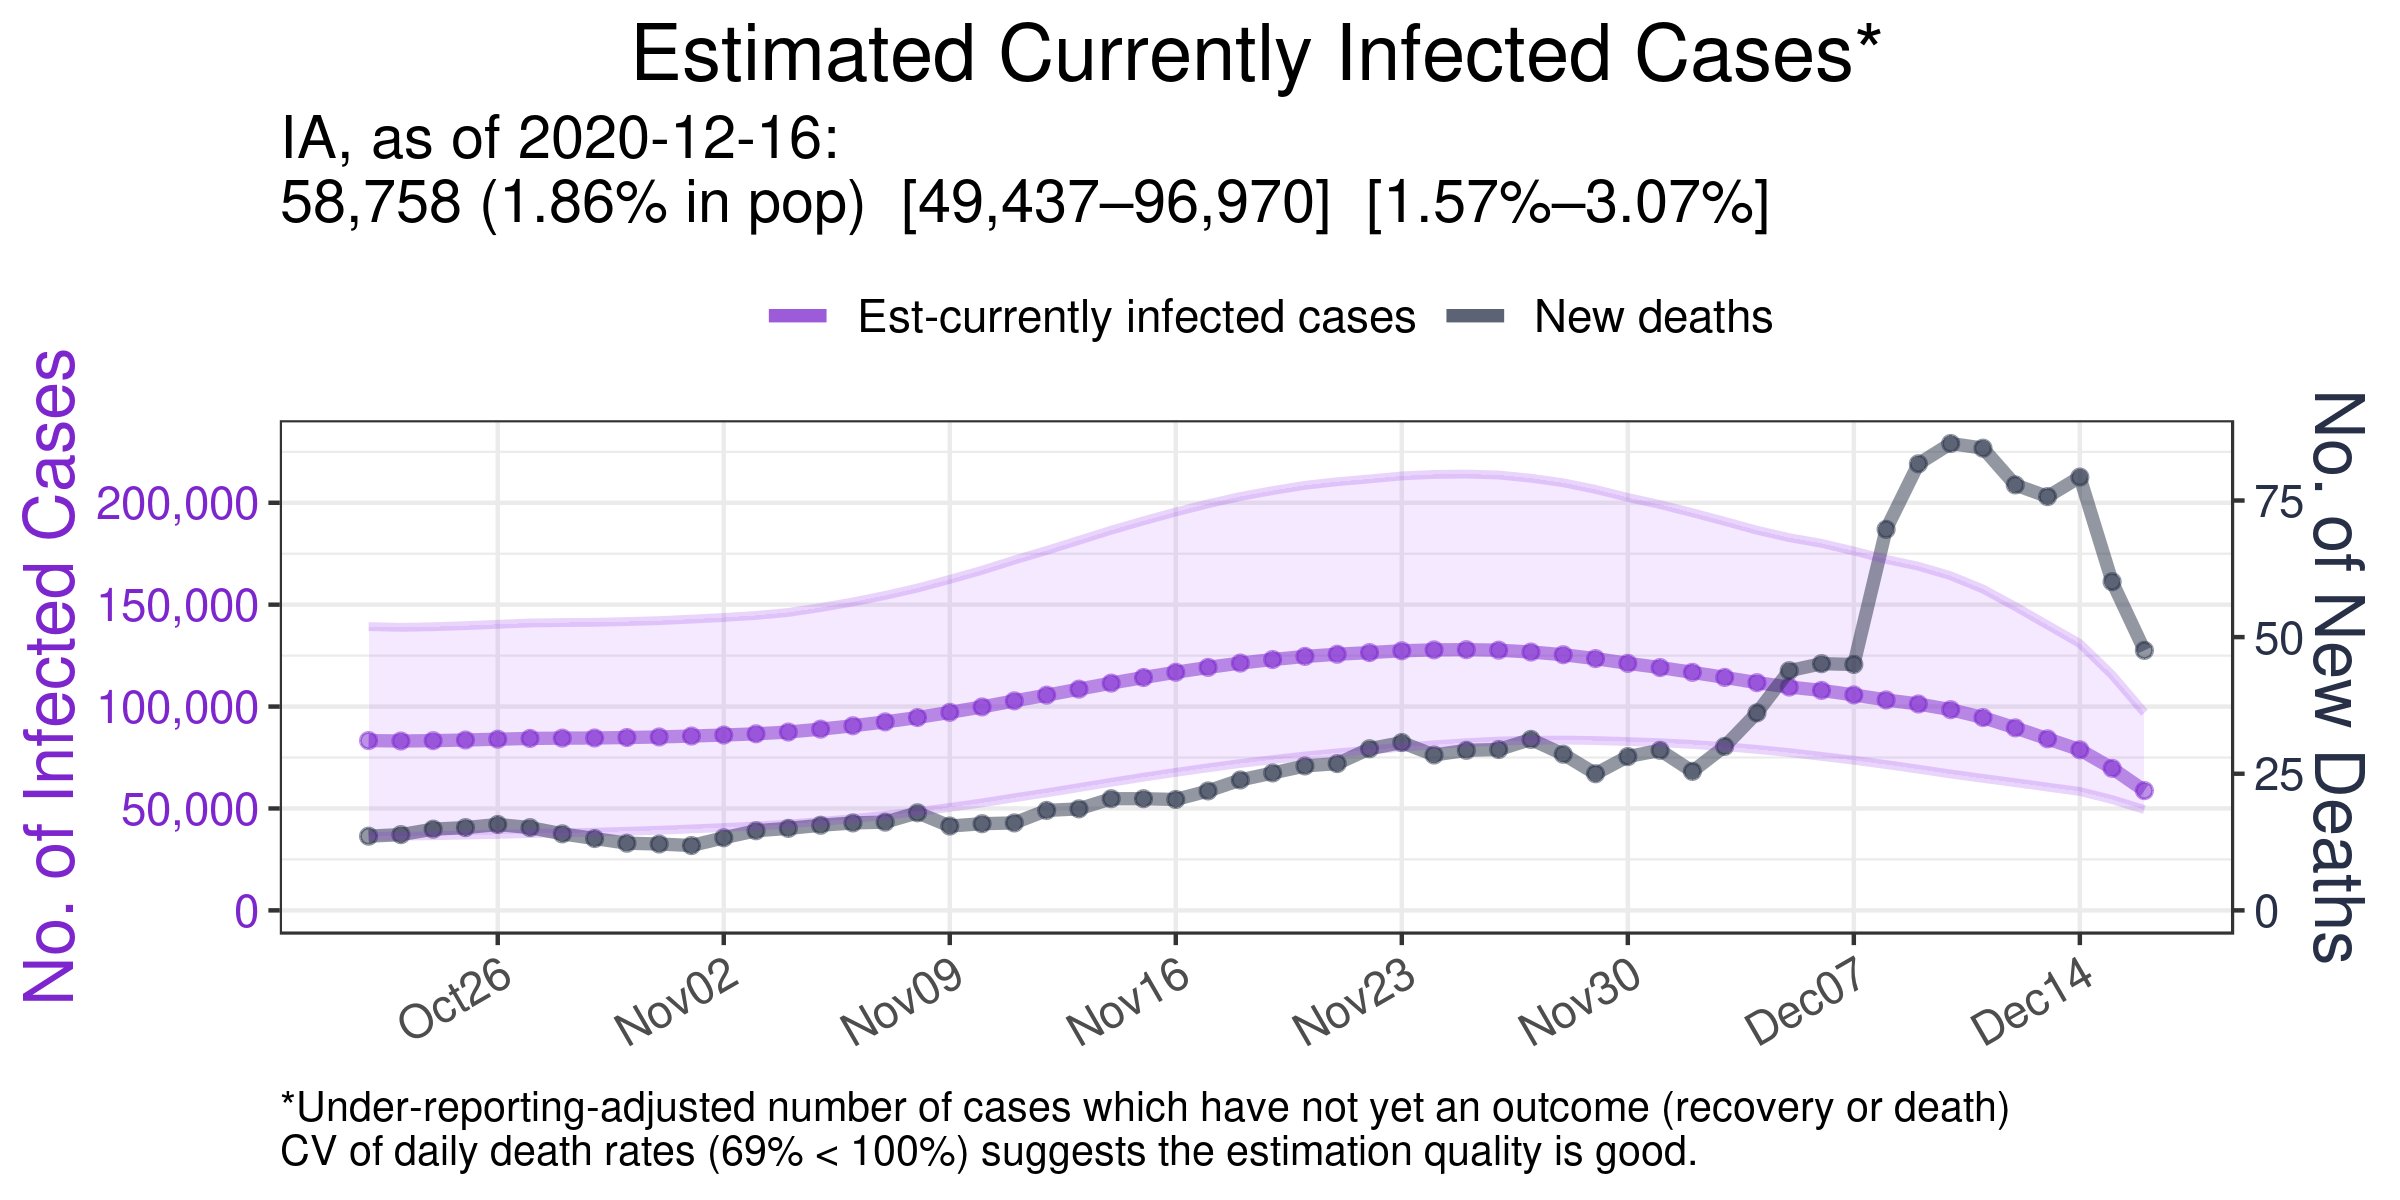 Estimated Currently Infected Cases*
IA, as of 2020-12-16:
58,758 (1.86% in pop)  [49,437–96,970]  [1.57%–3.07%]
Est-currently infected cases
New deaths
No. of Infected Cases
200,000
150,000
100,000
50,000
0
No. of New Deaths
75
50
25
0
Oct26
Nov02
Nov09
Nov16
Nov23
Nov30
Dec07
Dec14
*Under-reporting-adjusted number of cases which have not yet an outcome (recovery or death)
CV of daily death rates (69% < 100%) suggests the estimation quality is good.